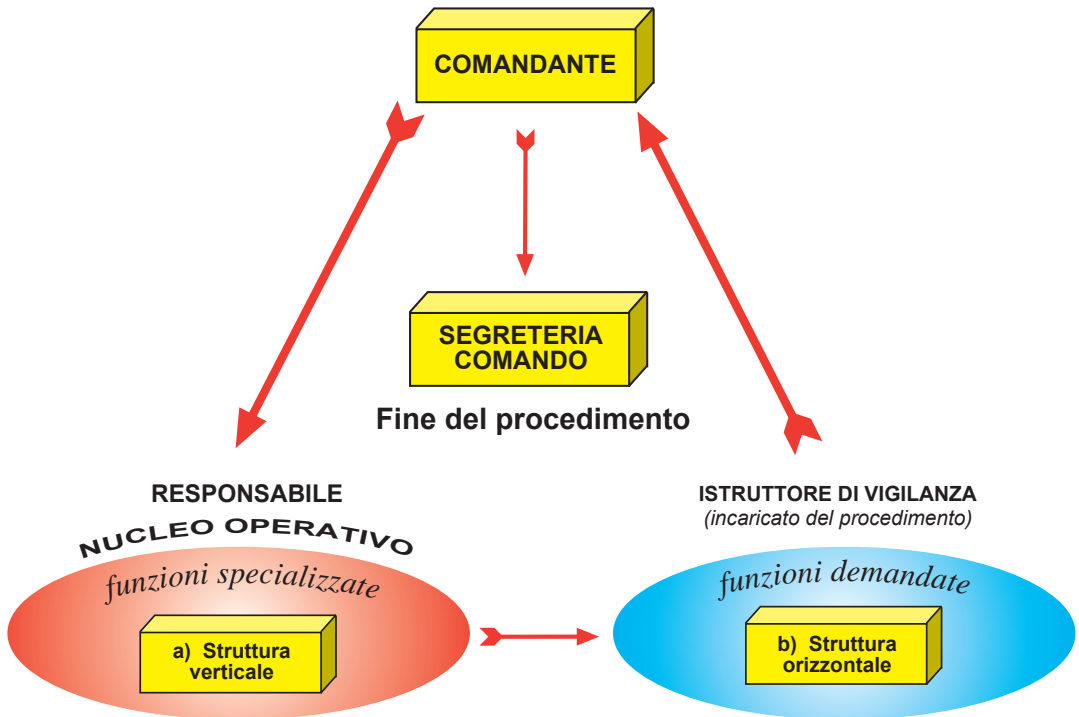 COMANDANTE
SEGRETERIA
COMANDO
Fine del procedimento
RESPONSABILE
NUCLEO OPERATIVO
funzioni specializzate
a) Struttura
verticale
ISTRUTTORE DI VIGILANZA
(incaricato del procedimento)
funzioni demandate
b) Struttura
orizzontale